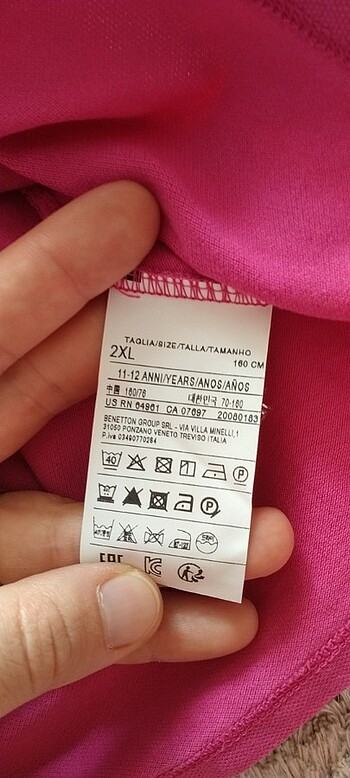 TAGLIA/SIZE/TALLA/TAMANHO
2XL 160 CM
11-12 ANNI/YEARS/ANOS/AÑOS
中国 160/76 대한민국 70-160
US RN 64961 CA 07697 20080183
BENETTON GROUP SRL - VIA VILLA MINELLI,1
31050 PONZANO VENETO TREVISO ITALIA
P.iva 03490770264
40 P
P
EAC